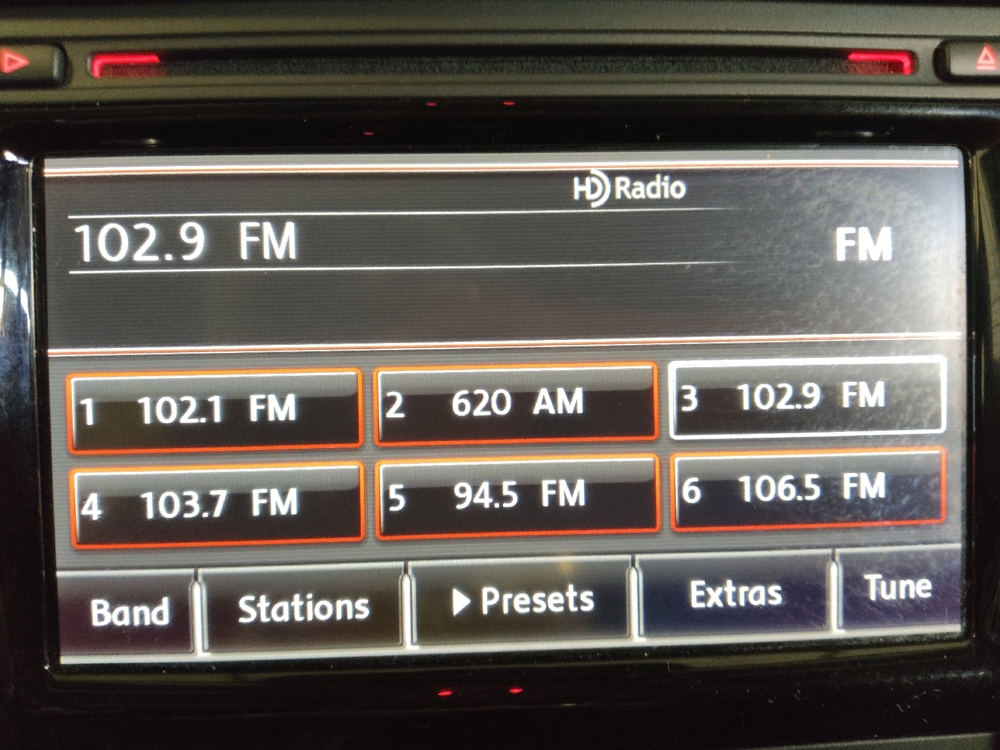 HD Radio
102.9 FM FM
1 102.1 FM 2 620 AM 3 102.9 FM
4 103.7 FM 5 94.5 FM 6 106.5 FM
Band Stations Presets Extras Tune